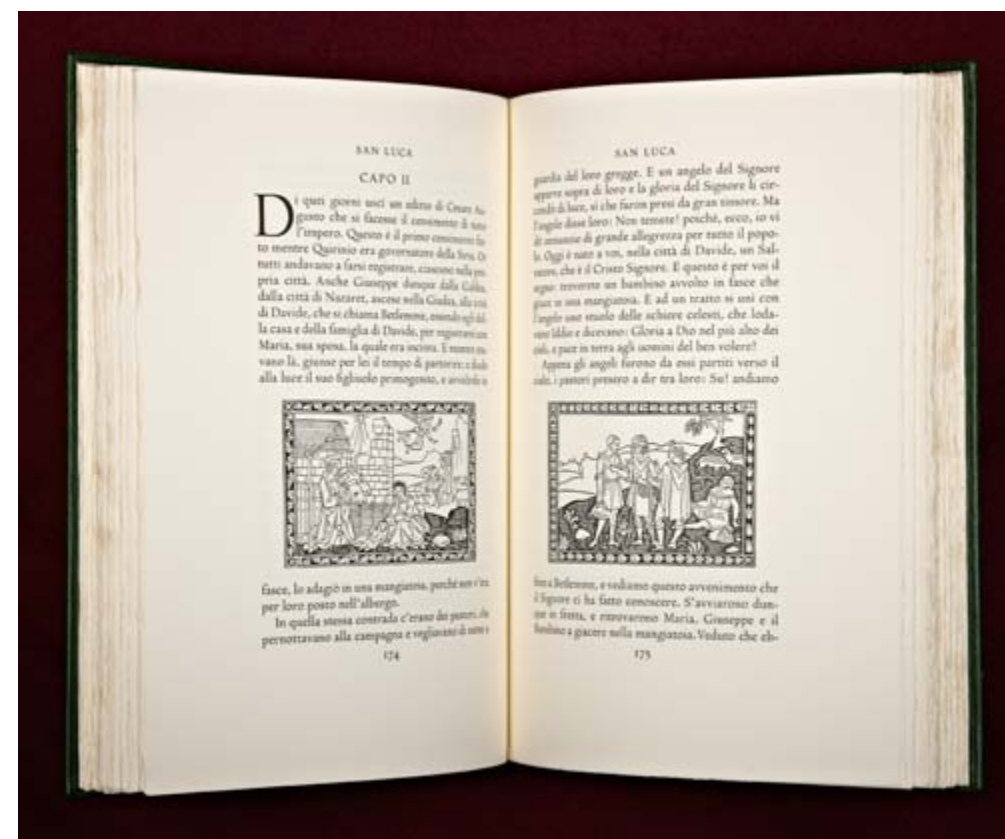 SAN LUCA
CAPO II
Di quei giorni uscì un editto di Cesare Au-
gusto che si facesse il censimento di tutto
l'impero. Questo è il primo censimento fat-
to mentre Quirinio era governatore della Siria. Or
tutti andavano a farsi registrare, ciascuno nella pro-
pria città. Anche Giuseppe dunque dalla Galilea,
dalla città di Nazaret, ascese nella Giudea, alla città
di Davide, che si chiama Betlemme, essendo egli del-
la casa e della famiglia di Davide, per registrarsi con
Maria, sua sposa, la quale era incinta. E mentre era-
vano là, giunse per lei il tempo di partorire, e diede
alla luce il suo figliuolo primogenito, e avvoltolo in
fasce, lo adagiò in una mangiatoia, perché non v'era
per loro posto nell'albergo.
In quella stessa contrada c'erano dei pastori, che
pernottavano alla campagna e vegliavano di notte a
174
SAN LUCA
guardia del loro gregge. E un angelo del Signore
apparve sopra di loro e la gloria del Signore li cir-
condò di luce, sì che furon presi da gran timore. Ma
l'angelo disse loro: Non temete! poiché, ecco, io vi
dò annunzio di grande allegrezza per tutto il popo-
lo. Oggi è nato a voi, nella città di Davide, un Sal-
vatore, che è il Cristo Signore. E questo è per voi il
segno: troverete un bambino avvolto in fasce che
giace in una mangiatoia. E ad un tratto si unì con
l'angelo uno stuolo delle schiere celesti, che loda-
vano Iddio e dicevano: Gloria a Dio nel più alto dei
cieli, e pace in terra agli uomini del ben volere!
Appena gli angeli furono da essi partiti verso il
cielo, i pastori presero a dir tra loro: Su! andiamo
fino a Betlemme, e vediamo questo avvenimento che
il Signore ci ha fatto conoscere. S'avviarono dun-
que in fretta, e ritrovarono Maria, Giuseppe e il
Bambino a giacere nella mangiatoia. Veduto che eb-
175